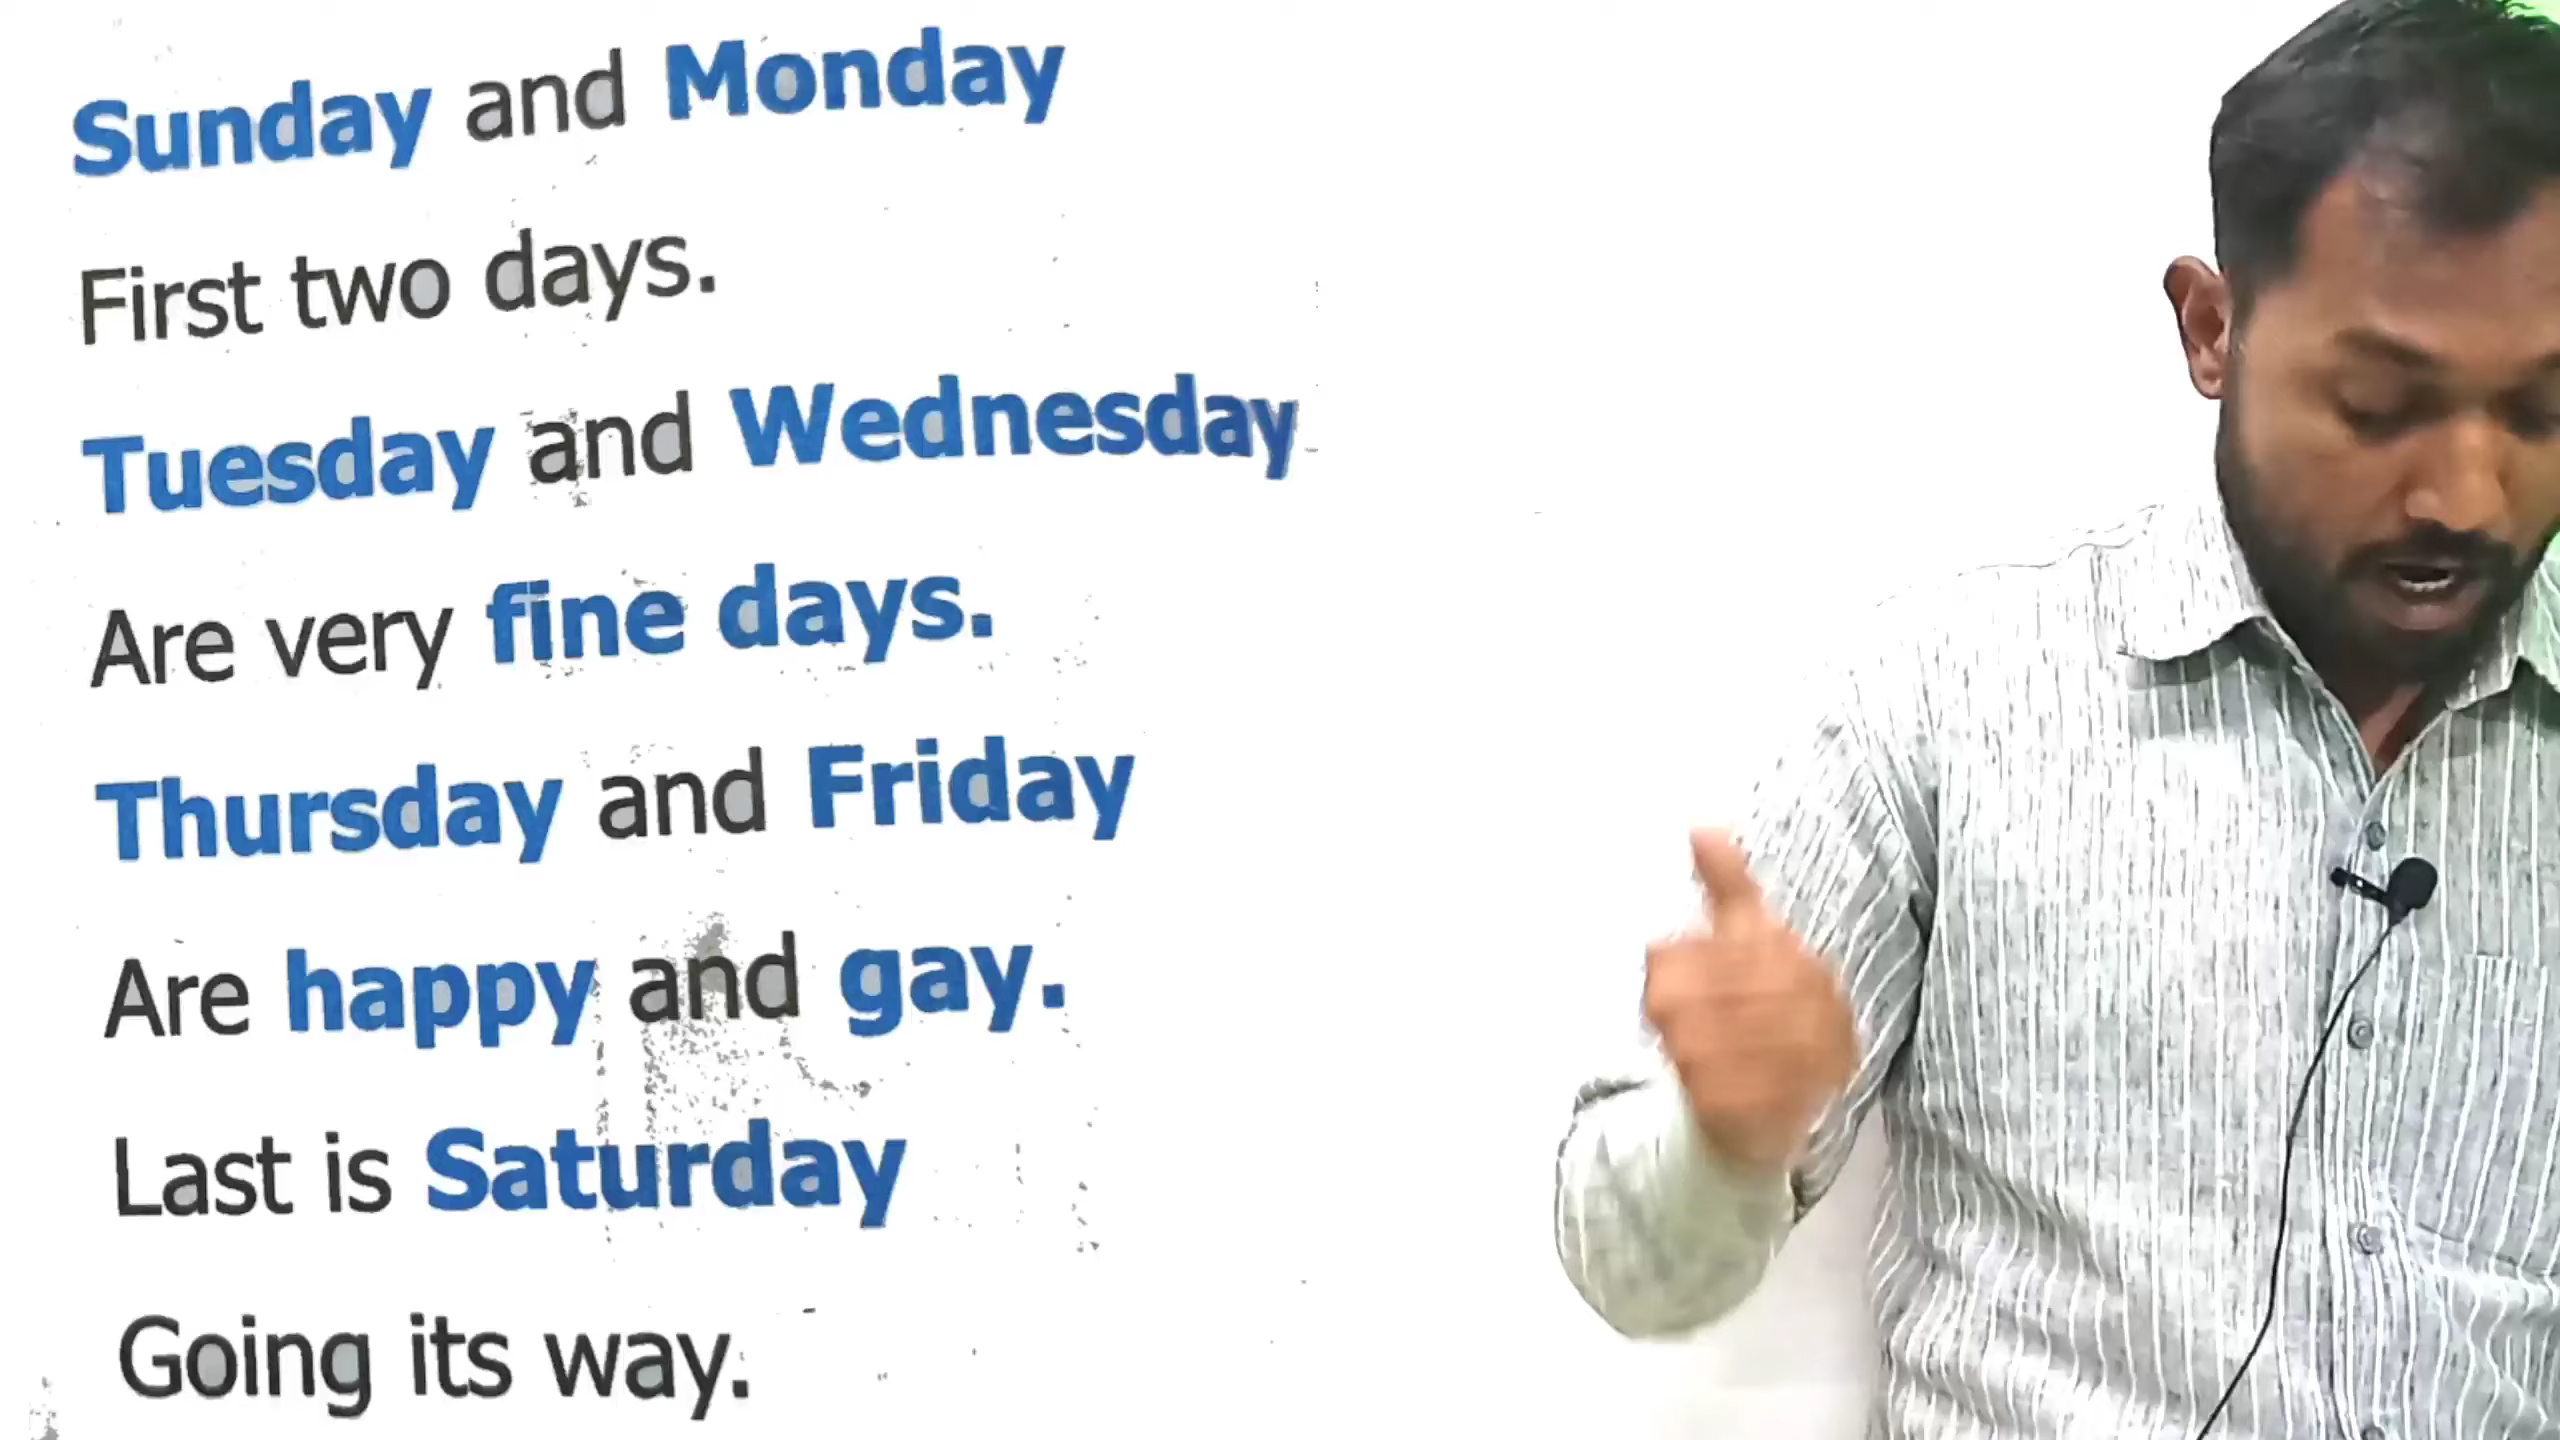 Sunday and Monday
First two days.
Tuesday and Wednesday
Are very fine days.
Thursday and Friday
Are happy and gay.
Last is Saturday
Going its way.